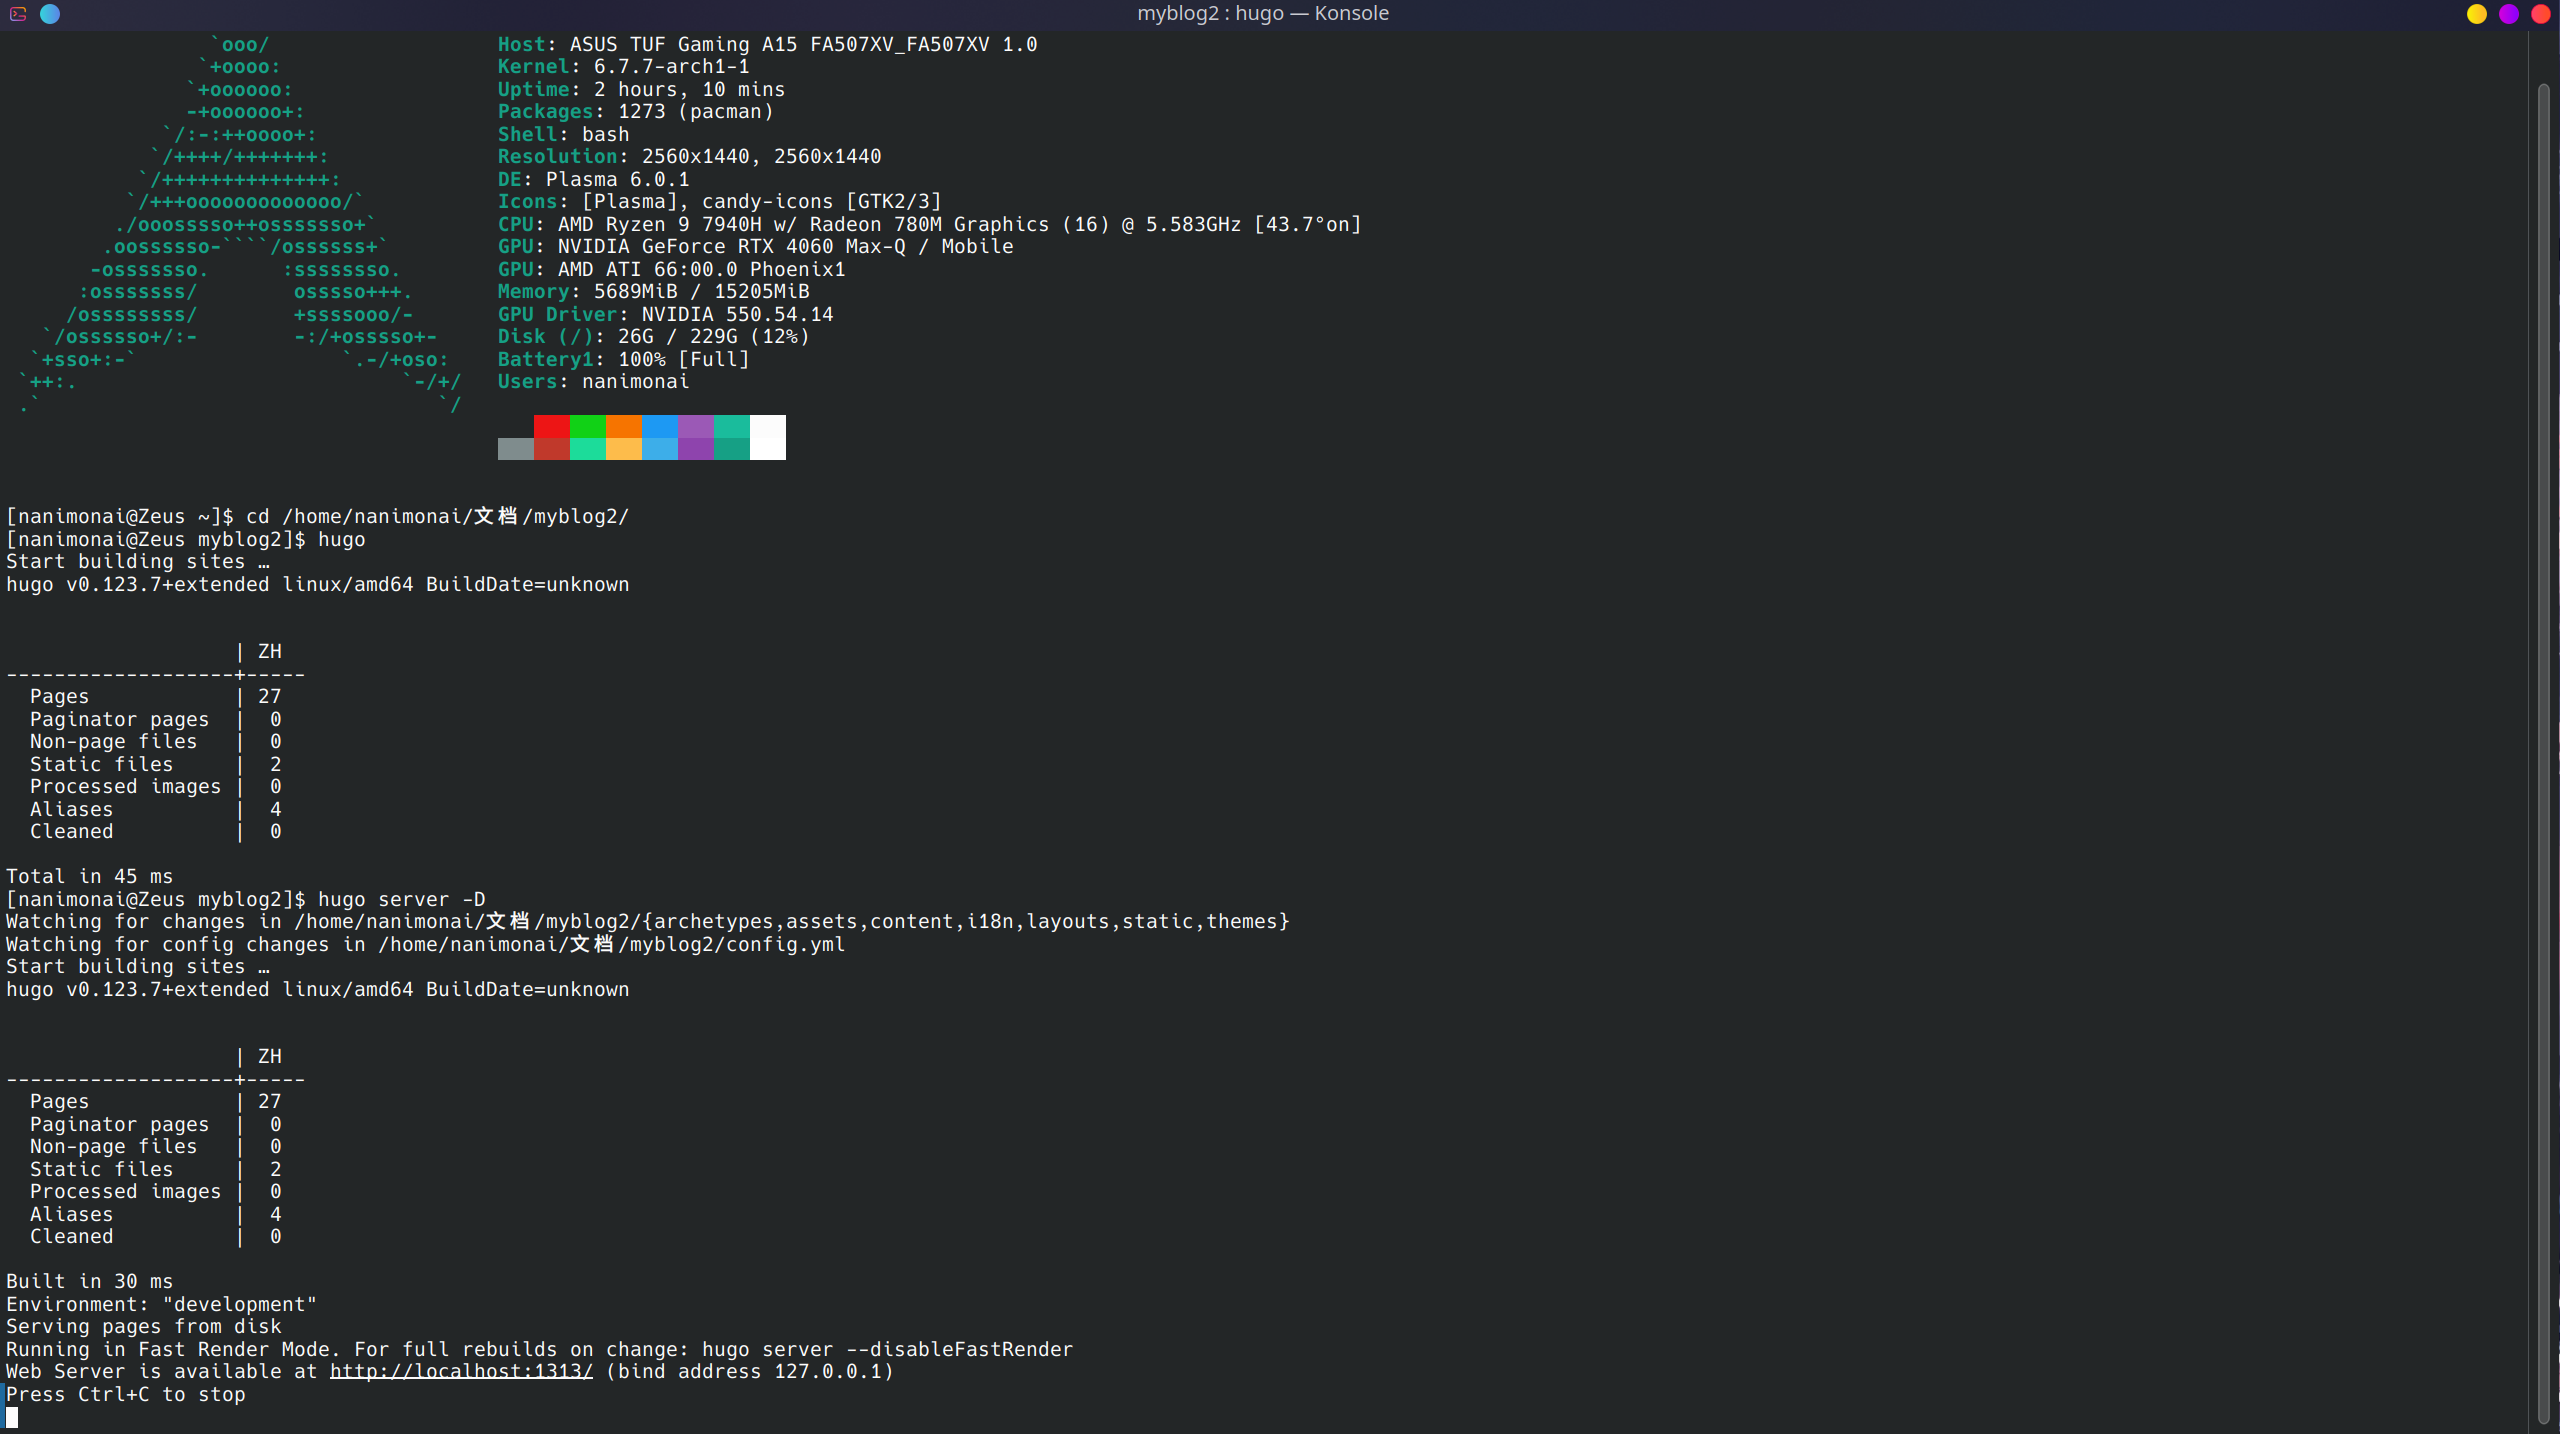 myblog2 : hugo — Konsole
                 `ooo/                   Host: ASUS TUF Gaming A15 FA507XV_FA507XV 1.0
                `+oooo:                  Kernel: 6.7.7-arch1-1
               `+oooooo:                 Uptime: 2 hours, 10 mins
               -+oooooo+:                Packages: 1273 (pacman)
             `/:-:++oooo+:               Shell: bash
            `/++++/+++++++:              Resolution: 2560x1440, 2560x1440
           `/++++++++++++++:             DE: Plasma 6.0.1
          `/+++ooooooooooooo/`           Icons: [Plasma], candy-icons [GTK2/3]
         ./ooosssso++osssssso+`          CPU: AMD Ryzen 9 7940H w/ Radeon 780M Graphics (16) @ 5.583GHz [43.7°on]
        .oossssso-````/ossssss+`         GPU: NVIDIA GeForce RTX 4060 Max-Q / Mobile
       -osssssso.      :ssssssso.        GPU: AMD ATI 66:00.0 Phoenix1
      :osssssss/        osssso+++.       Memory: 5689MiB / 15205MiB
     /ossssssss/        +ssssooo/-       GPU Driver: NVIDIA 550.54.14
   `/ossssso+/:-        -:/+osssso+-     Disk (/): 26G / 229G (12%)
  `+sso+:-`                 `.-/+oso:    Battery1: 100% [Full]
 `++:.                           `-/+/   Users: nanimonai
 .`                                 `/
[nanimonai@Zeus ~]$ cd /home/nanimonai/文档/myblog2/
[nanimonai@Zeus myblog2]$ hugo
Start building sites …
hugo v0.123.7+extended linux/amd64 BuildDate=unknown
                   | ZH
-------------------+-----
  Pages            | 27
  Paginator pages  |  0
  Non-page files   |  0
  Static files     |  2
  Processed images |  0
  Aliases          |  4
  Cleaned          |  0
Total in 45 ms
[nanimonai@Zeus myblog2]$ hugo server -D
Watching for changes in /home/nanimonai/文档/myblog2/{archetypes,assets,content,i18n,layouts,static,themes}
Watching for config changes in /home/nanimonai/文档/myblog2/config.yml
Start building sites …
hugo v0.123.7+extended linux/amd64 BuildDate=unknown
                   | ZH
-------------------+-----
  Pages            | 27
  Paginator pages  |  0
  Non-page files   |  0
  Static files     |  2
  Processed images |  0
  Aliases          |  4
  Cleaned          |  0
Built in 30 ms
Environment: "development"
Serving pages from disk
Running in Fast Render Mode. For full rebuilds on change: hugo server --disableFastRender
Web Server is available at http://localhost:1313/ (bind address 127.0.0.1)
Press Ctrl+C to stop